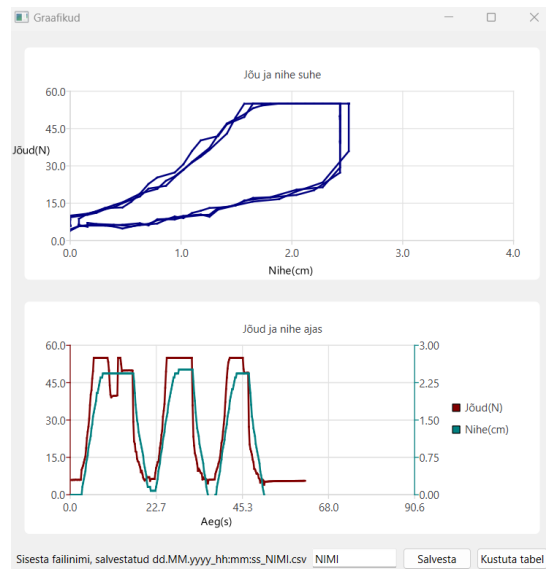 Graafikud
Jõu ja nihe suhe
60.0
45.0
Jõud(N)
30.0
15.0
0.0
0.0 1.0 2.0 3.0 4.0
Nihe(cm)
Jõud ja nihe ajas
60.0 3.00
45.0 2.25
Jõud(N)
30.0 1.50
Nihe(cm)
15.0 0.75
0.0 0.00
0.0 22.7 45.3 68.0 90.6
Aeg(s)
Sisesta failinimi, salvestatud dd.MM.yyyy_hh:mm:ss_NIMI.csv NIMI Salvesta Kustuta tabel